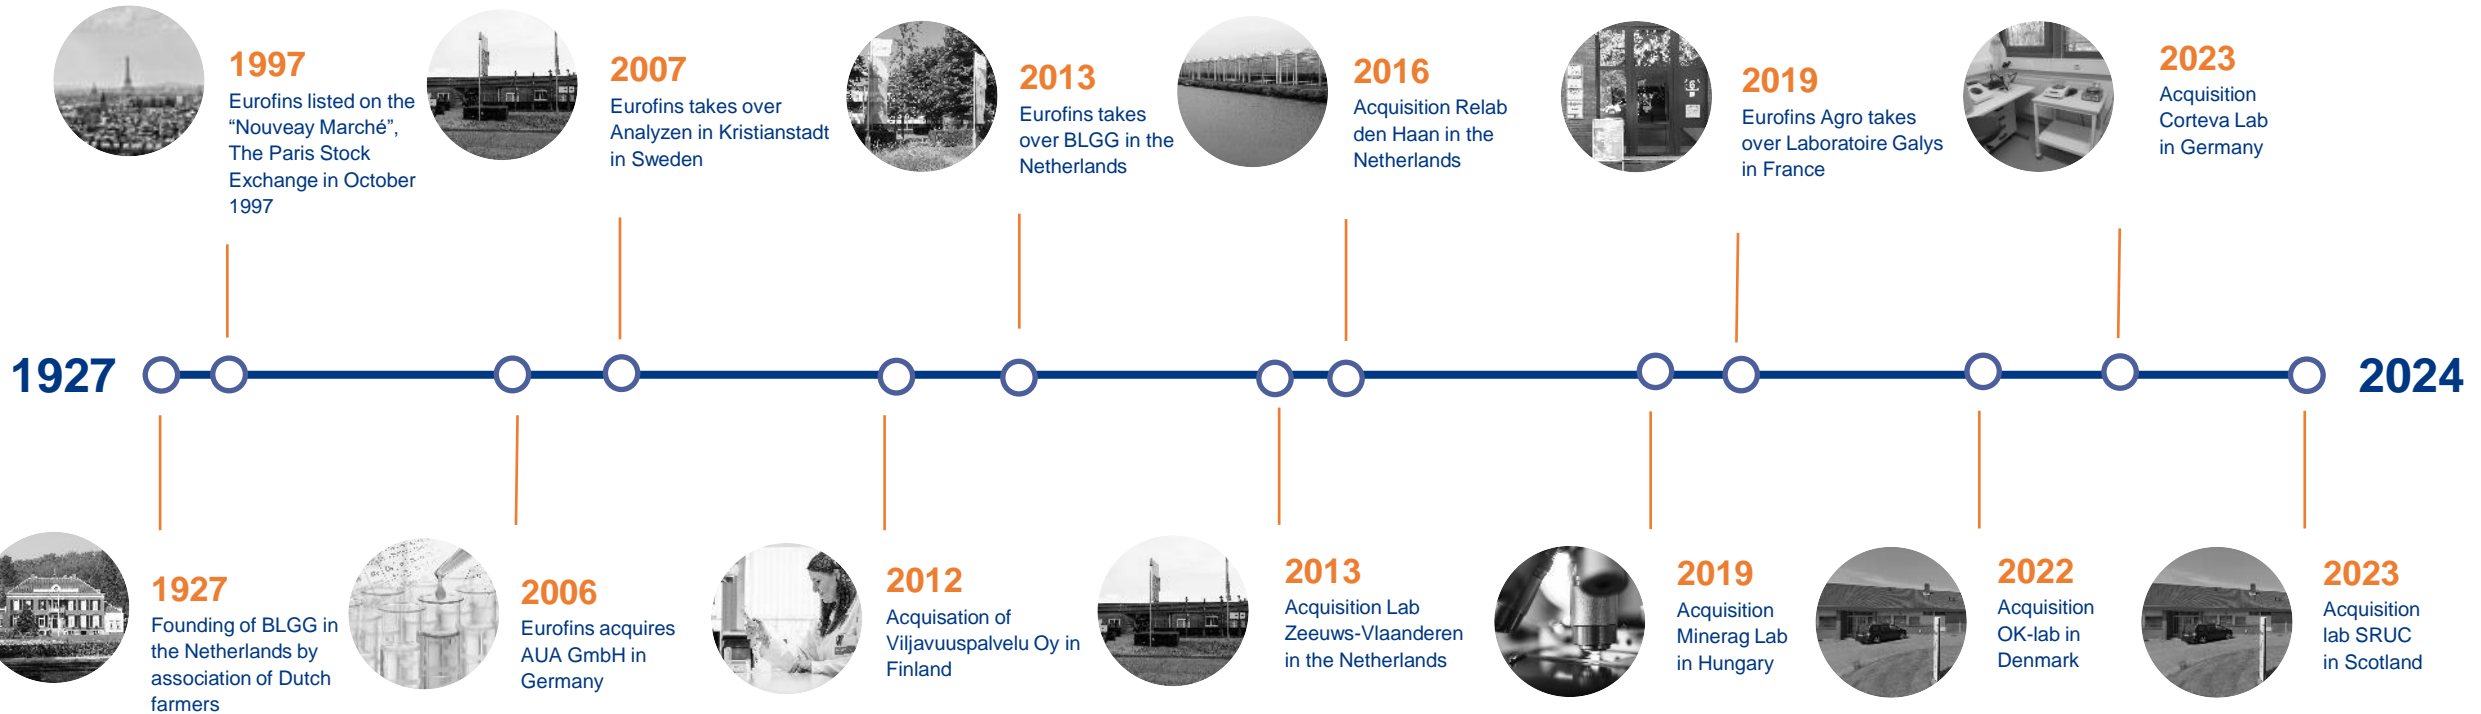 1997
Eurofins listed on the
“Nouveay Marché”,
The Paris Stock
Exchange in October
1997
2007
Eurofins takes over
Analyzen in Kristianstadt
in Sweden
2013
Eurofins takes
over BLGG in the
Netherlands
2016
Acquisition Relab
den Haan in the
Netherlands
2019
Eurofins Agro takes
over Laboratoire Galys
in France
2023
Acquisition
Corteva Lab
in Germany
1927
2024
1927
Founding of BLGG in
the Netherlands by
association of Dutch
farmers
2006
Eurofins acquires
AUA GmbH in
Germany
2012
Acquisation of
Viljavuuspalvelu Oy in
Finland
2013
Acquisition Lab
Zeeuws-Vlaanderen
in the Netherlands
2019
Acquisition
Minerag Lab
in Hungary
2022
Acquisition
OK-lab in
Denmark
2023
Acquisition
lab SRUC
in Scotland